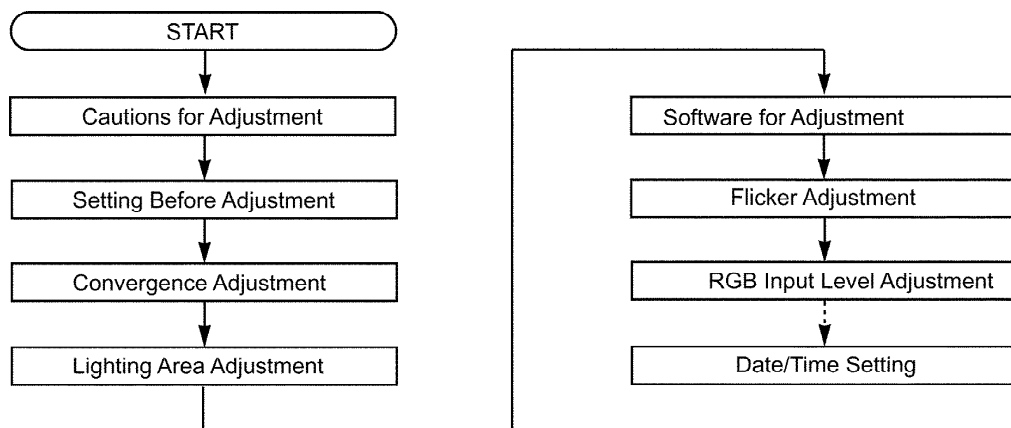 START
Cautions for Adjustment
Setting Before Adjustment
Convergence Adjustment
Lighting Area Adjustment
Software for Adjustment
Flicker Adjustment
RGB Input Level Adjustment
Date/Time Setting